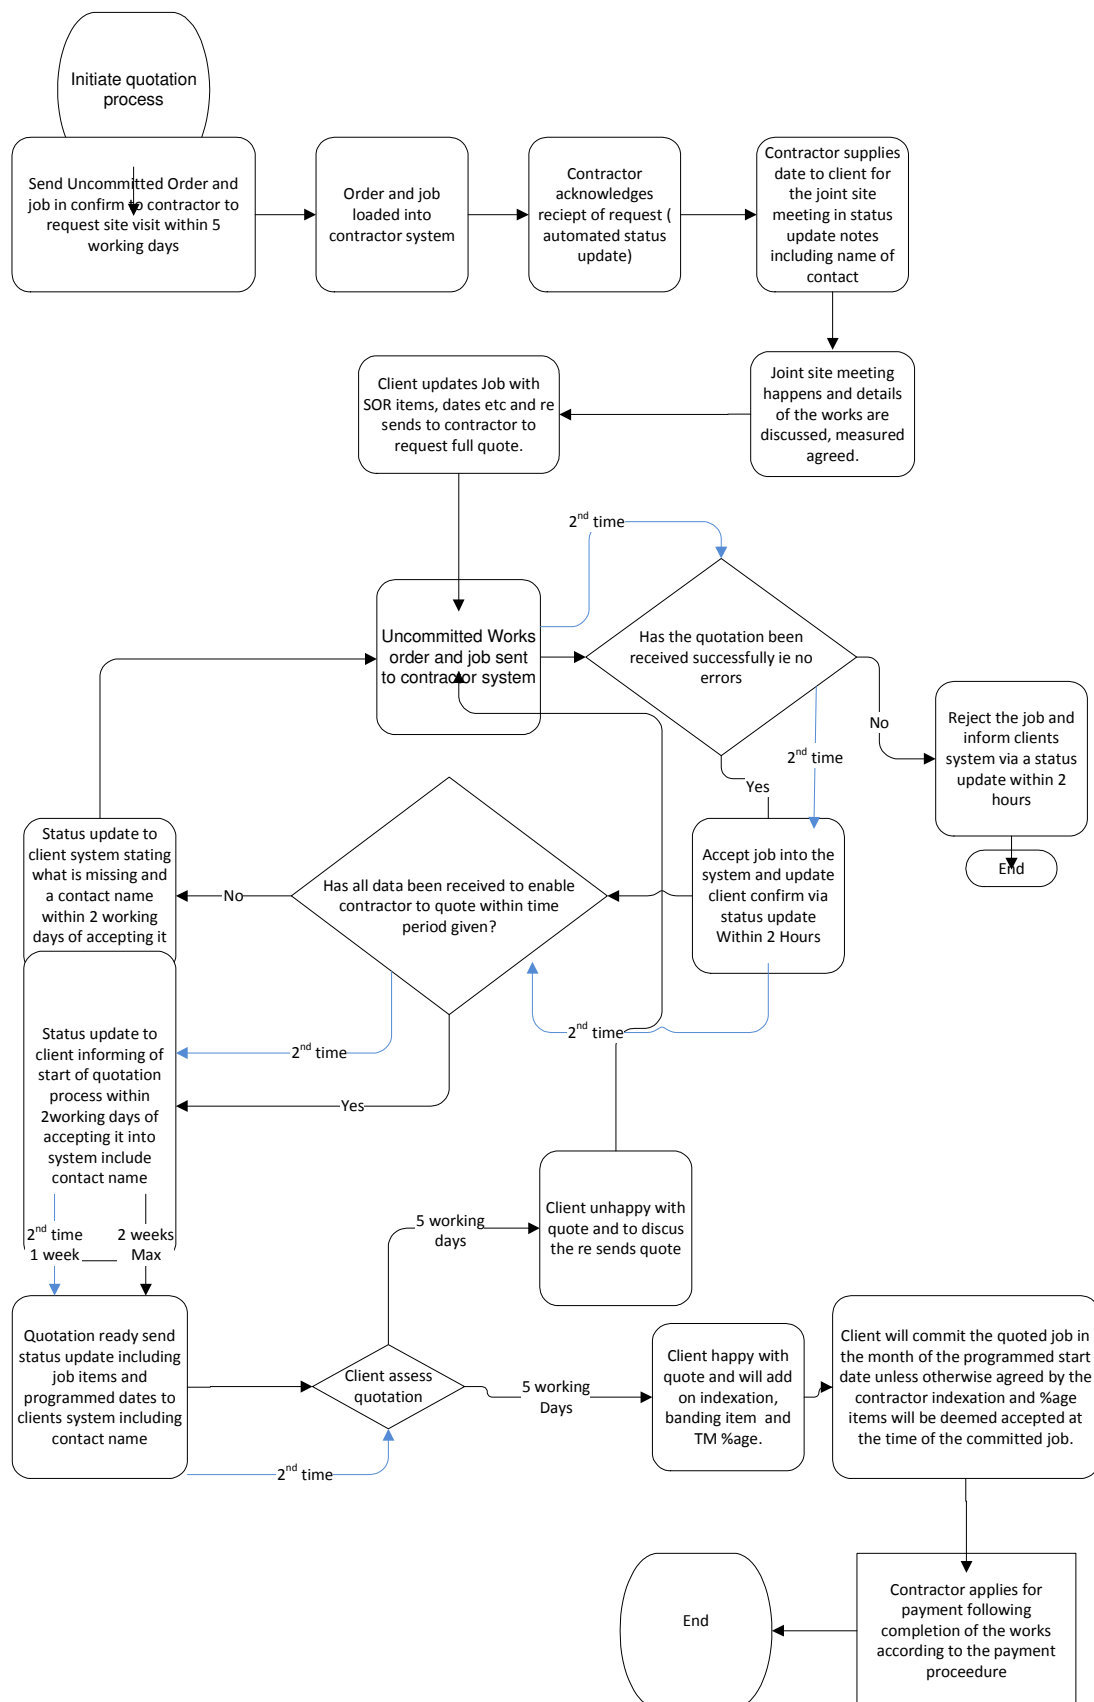 Initiate quotation
process
Send Uncommitted Order and
job in confirm to contractor to
request site visit within 5
working days
Order and job
loaded into
contractor system
Contractor
acknowledges
reciept of request (
automated status
update)
Contractor supplies
date to client for
the joint site
meeting in status
update notes
including name of
contact
Joint site meeting
happens and details
of the works are
discussed, measured
agreed.
Client updates Job with
SOR items, dates etc and re
sends to contractor to
request full quote.
2nd time
Uncommitted Works
order and job sent
to contractor system
Has the quotation been
received successfully ie no
errors
No
2nd time
Yes
Reject the job and
inform clients
system via a status
update within 2
hours
End
Accept job into the
system and update
client confirm via
status update
Within 2 Hours
Has all data been received to enable
contractor to quote within time
period given?
No
Status update to
client system stating
what is missing and
a contact name
within 2 working
days of accepting it
2nd time
2nd time
Yes
Status update to
client informing of
start of quotation
process within
2working days of
accepting it into
system include
contact name
2nd time
1 week
2 weeks
Max
Client unhappy with
quote and to discus
the re sends quote
5 working
days
Quotation ready send
status update including
job items and
programmed dates to
clients system including
contact name
Client assess
quotation
2nd time
5 working
Days
Client happy with
quote and will add
on indexation,
banding item  and
TM %age.
Client will commit the quoted job in
the month of the programmed start
date unless otherwise agreed by the
contractor indexation and %age
items will be deemed accepted at
the time of the committed job.
Contractor applies for
payment following
completion of the works
according to the payment
proceedure
End